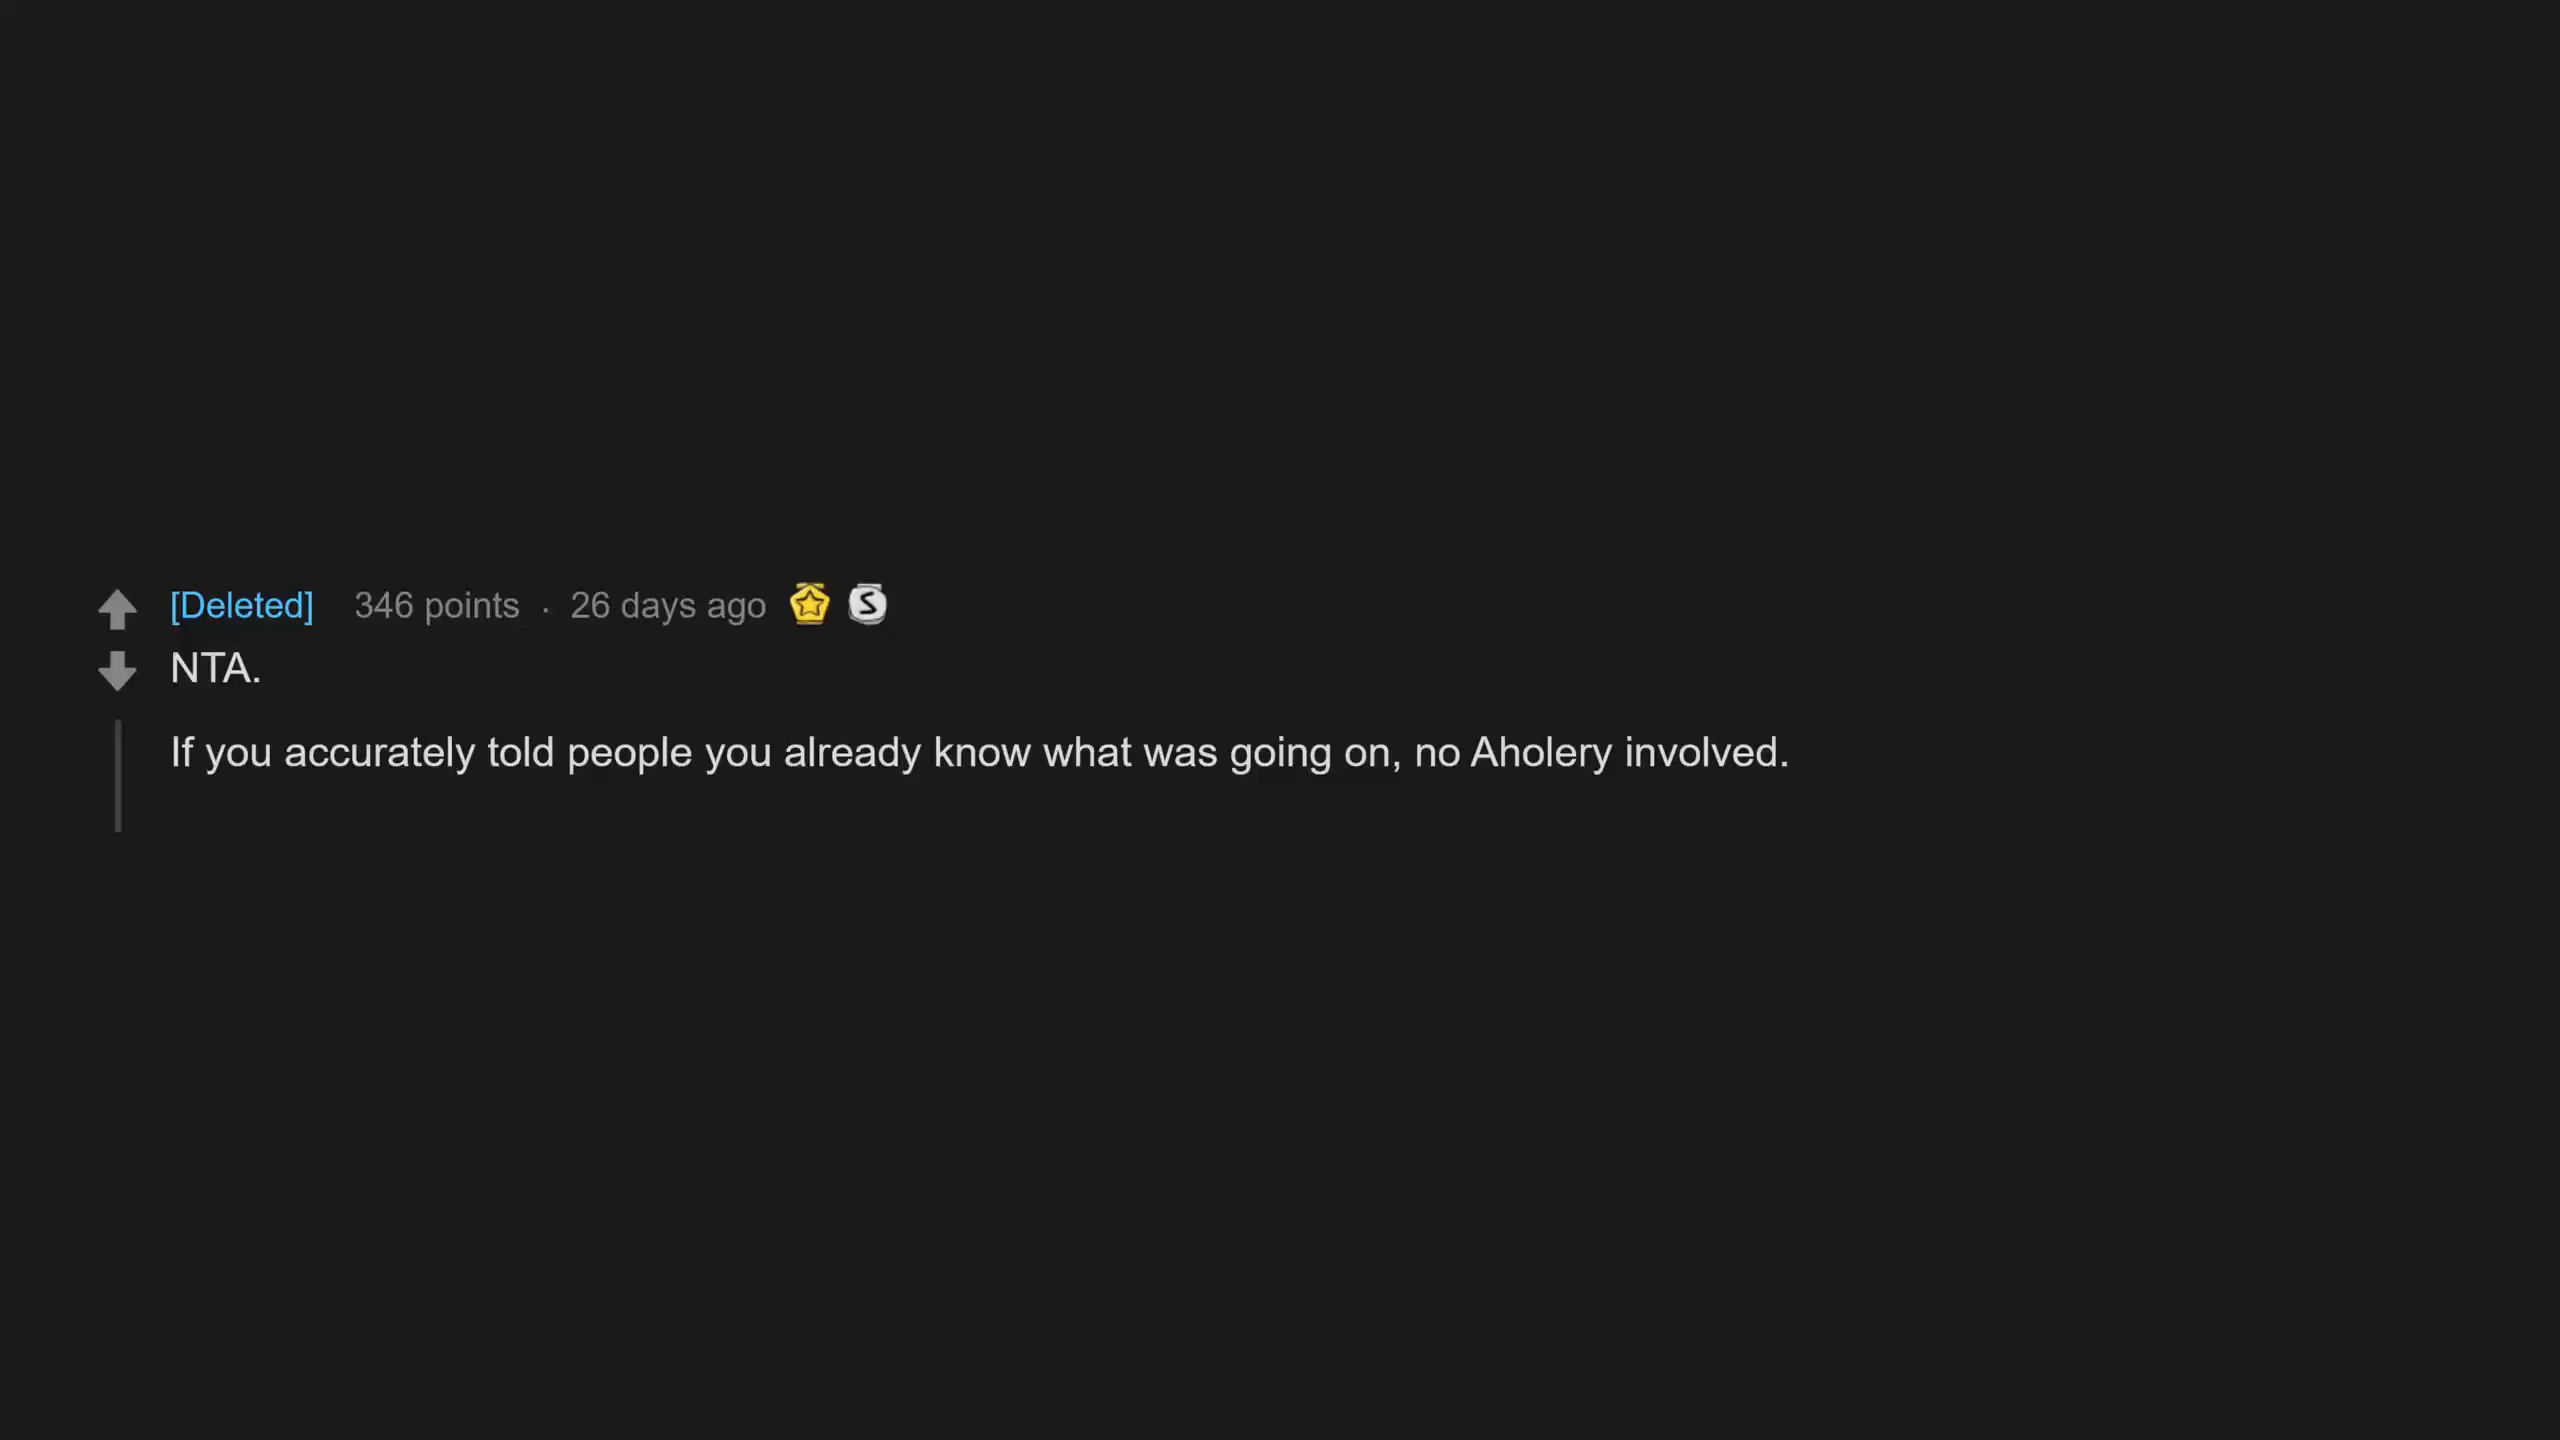 [Deleted] 346 points · 26 days ago
NTA.
If you accurately told people you already know what was going on, no Aholery involved.